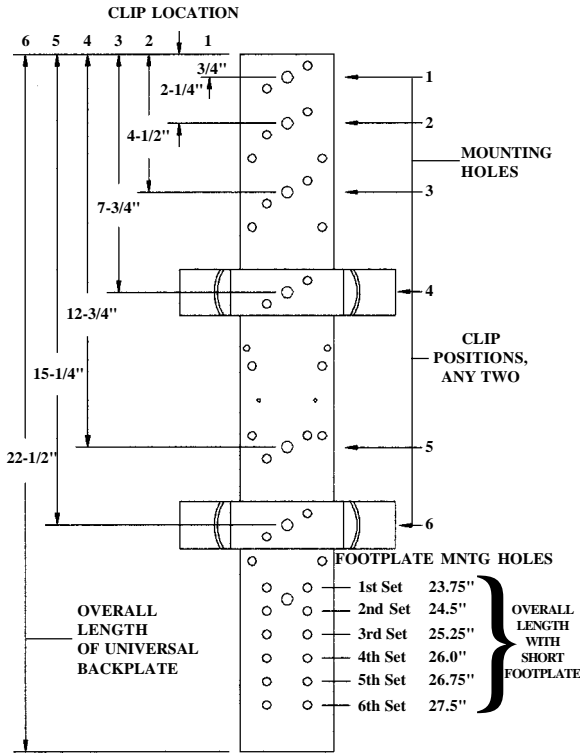 CLIP LOCATION
6 5 4 3 2 1
3/4"
1
2-1/4"
2
4-1/2"
MOUNTING
HOLES
3
7-3/4"
4
12-3/4"
CLIP
POSITIONS,
ANY TWO
15-1/4"
5
22-1/2"
6
FOOTPLATE MNTG HOLES
1st Set 23.75"
2nd Set 24.5"
3rd Set 25.25"
4th Set 26.0"
5th Set 26.75"
6th Set 27.5"
OVERALL
LENGTH
WITH
SHORT
FOOTPLATE
OVERALL
LENGTH
OF UNIVERSAL
BACKPLATE